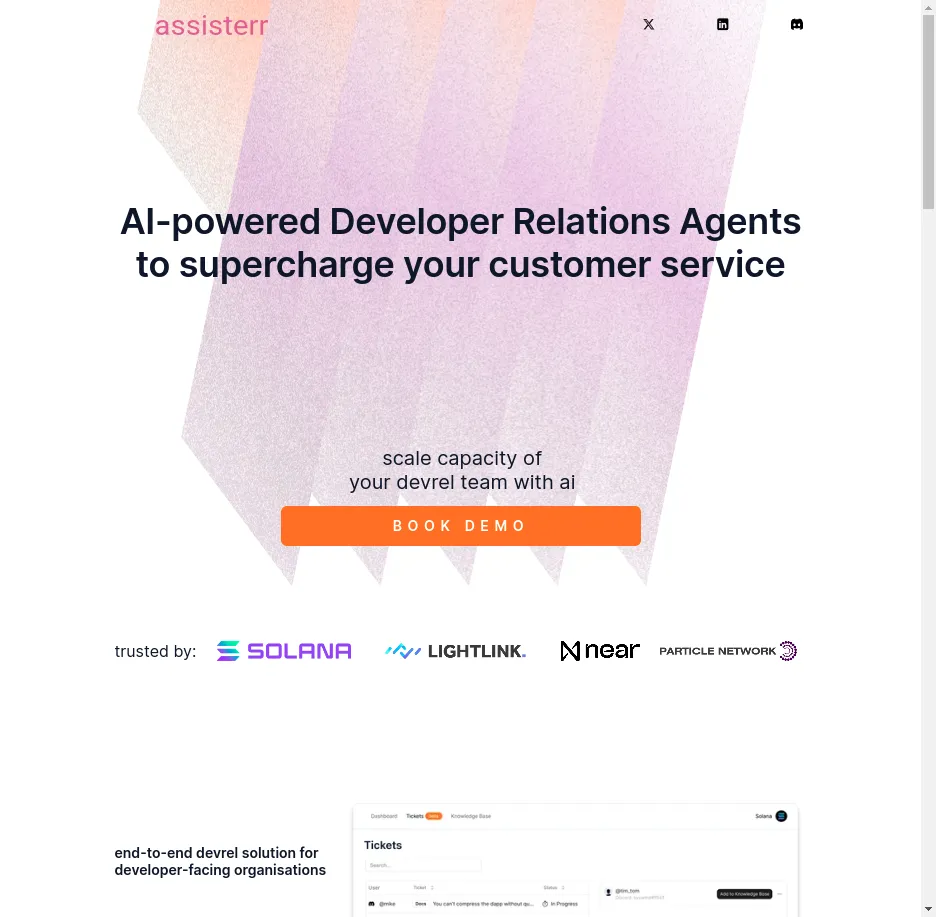 assisterr
AI-powered Developer Relations Agents
to supercharge your customer service
scale capacity of
your devrel team with ai
BOOK DEMO
trusted by:
SOLANA
LIGHTLINK.
near
PARTICLE NETWORK
end-to-end devrel solution for
developer-facing organisations
Dashboard Tickets Knowledge Base
Solana
Tickets
Search...
User Ticket Status
@mike Docs You can't compress the dapp without qu... In Progress
@tim_tom
Add to Knowledge Base